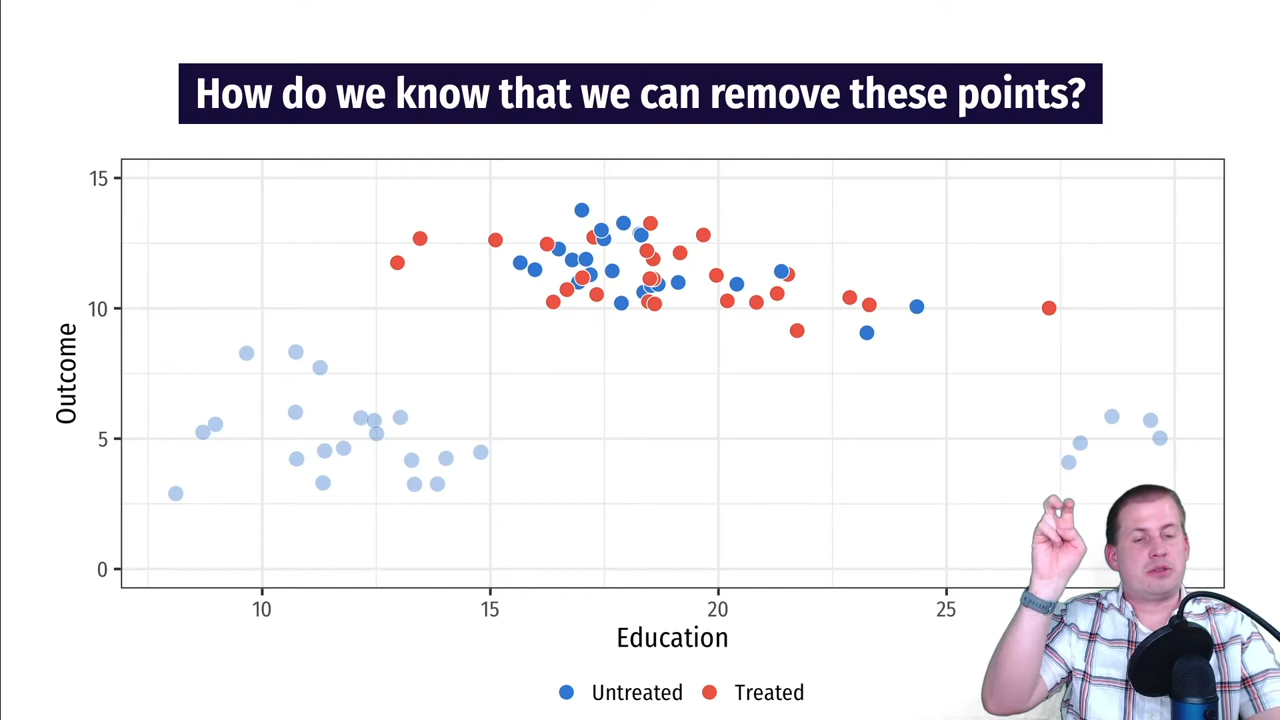 How do we know that we can remove these points?
15
10
5
0
Outcome
10
15
20
25
Education
Untreated
Treated